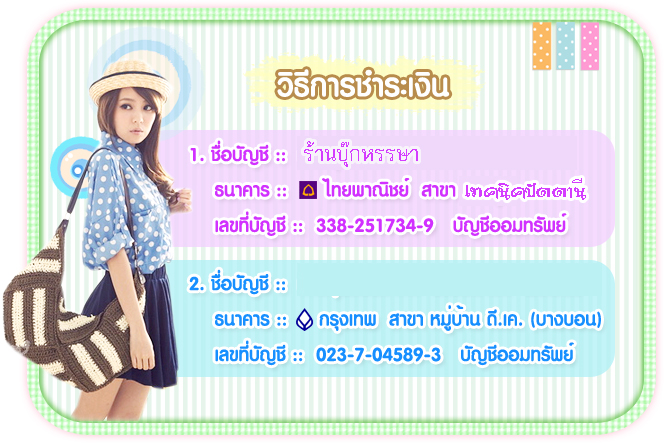 วิธีการชำระเงิน
1. ชื่อบัญชี :: ร้านบุ๊กหรรษา
ธนาคาร :: ไทยพาณิชย์ สาขา เทคนิคปัตตานี
เลขที่บัญชี :: 338-251734-9 บัญชีออมทรัพย์
2. ชื่อบัญชี ::
ธนาคาร :: กรุงเทพ สาขา หมู่บ้าน ดี.เค. (บางบอน)
เลขที่บัญชี :: 023-7-04589-3 บัญชีออมทรัพย์